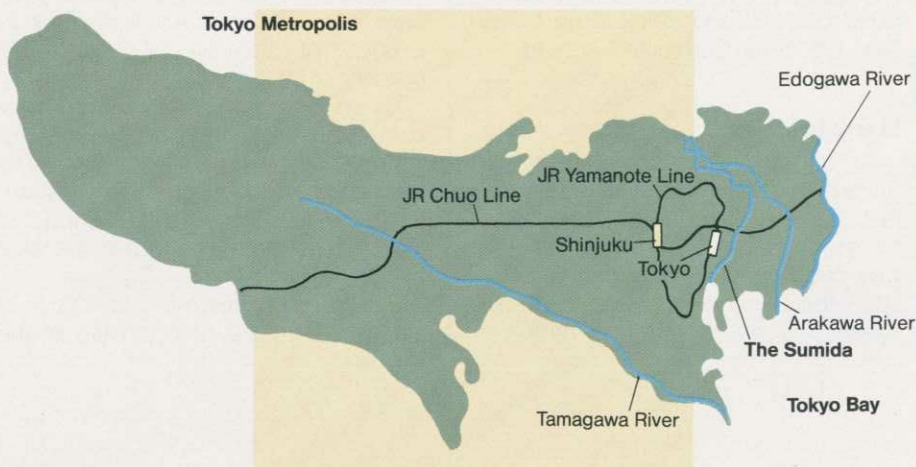 Tokyo Metropolis
Edogawa River
JR Yamanote Line
JR Chuo Line
Shinjuku
Tokyo
Arakawa River
The Sumida
Tokyo Bay
Tamagawa River